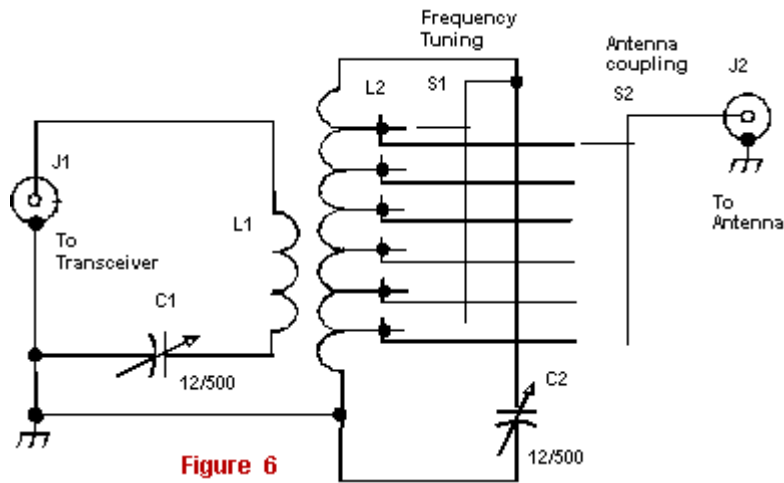 Frequency
Tuning
Antenna
coupling
J2
L2
S1
S2
J1
L1
To
Transceiver
To
Antenna
C1
12/500
C2
12/500
Figure 6